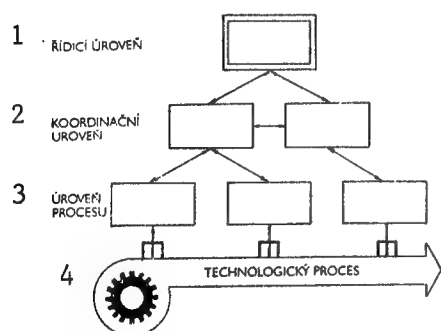 1 ŘÍDICÍ ÚROVEŇ
2 KOORDINAČNÍ
ÚROVEŇ
3 ÚROVEŇ
PROCESU
4 TECHNOLOGICKÝ PROCES